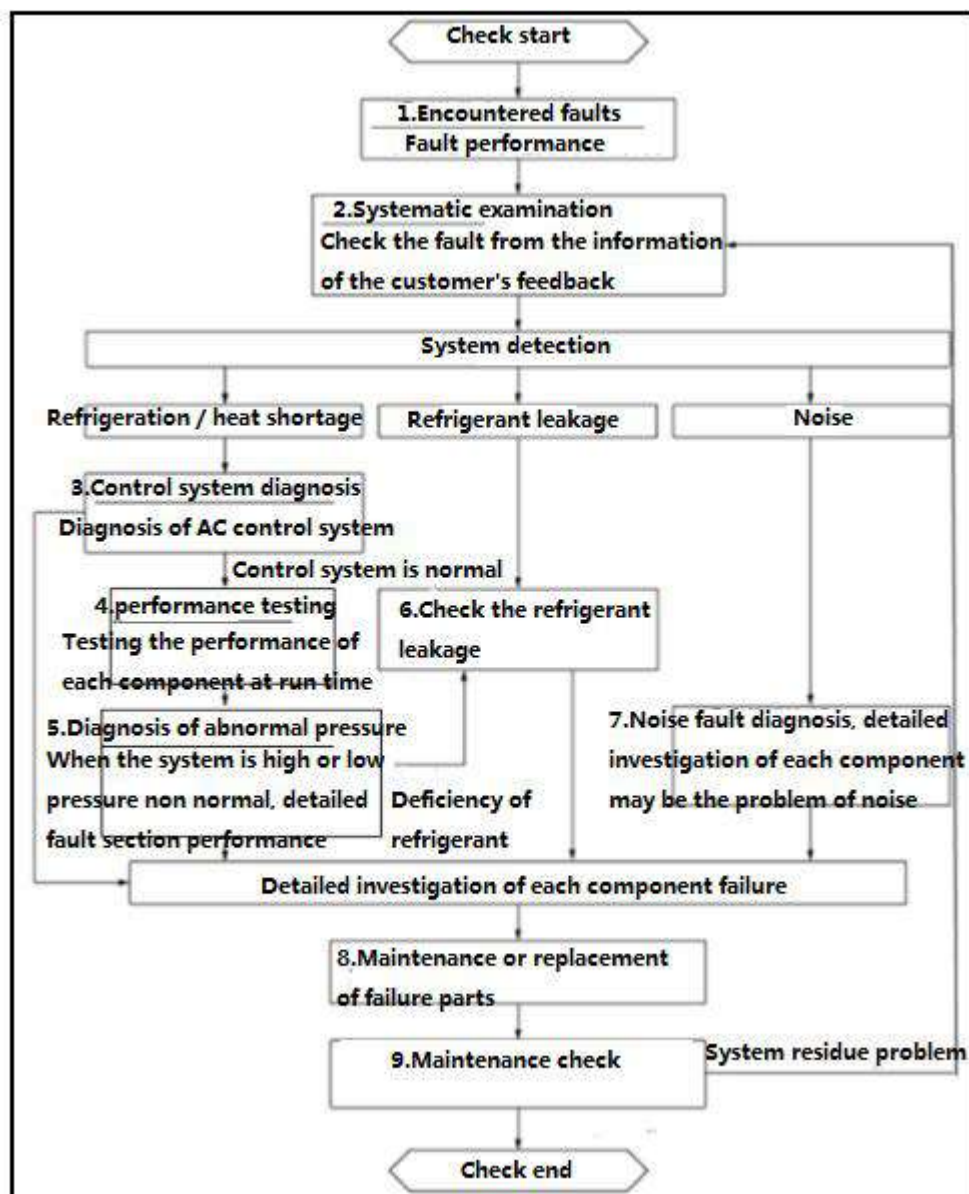 Check start
1.Encountered faults
Fault performance
2.Systematic examination
Check the fault from the information
of the customer's feedback
System detection
Refrigeration / heat shortage
Refrigerant leakage
Noise
3.Control system diagnosis
Diagnosis of AC control system
Control system is normal
4.performance testing
Testing the performance of
each component at run time
6.Check the refrigerant
leakage
5.Diagnosis of abnormal pressure
When the system is high or low
pressure non normal, detailed
fault section performance
Deficiency of
refrigerant
7.Noise fault diagnosis, detailed
investigation of each component
may be the problem of noise
Detailed investigation of each component failure
8.Maintenance or replacement
of failure parts
9.Maintenance check
System residue problem
Check end